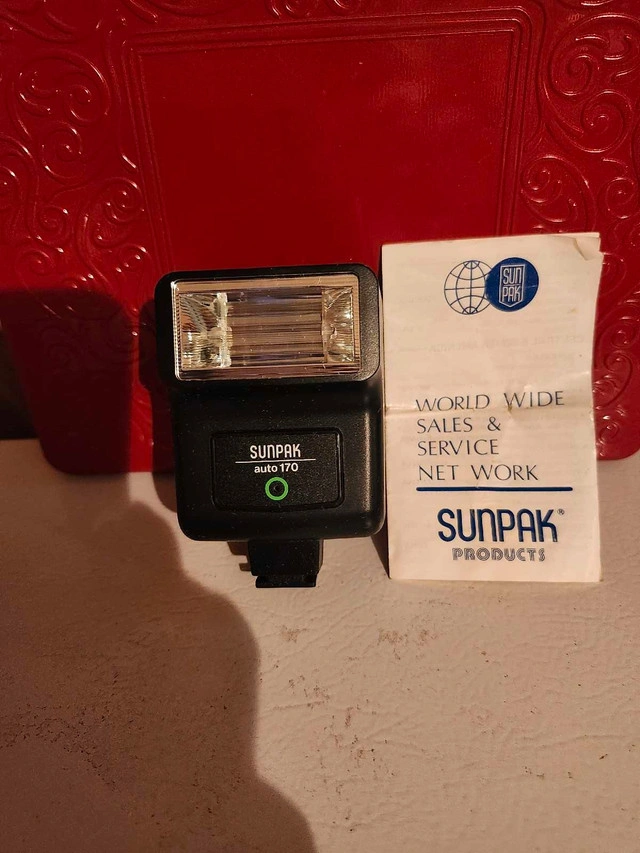 SUNPAK
auto 170
SUN
PAK
WORLD WIDE
SALES &
SERVICE
NET WORK
SUNPAK®
PRODUCTS